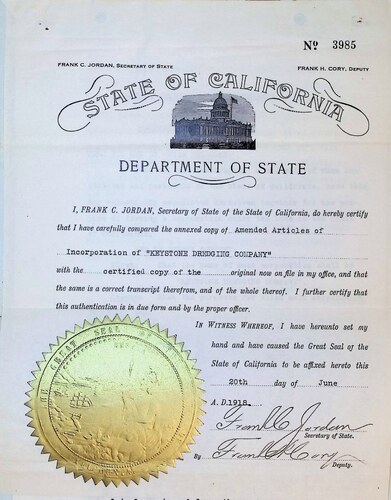 No 3985
FRANK C. JORDAN, SECRETARY OF STATE
FRANK H. CORY, DEPUTY
STATE OF CALIFORNIA
DEPARTMENT OF STATE
I, FRANK C. JORDAN, Secretary of State of the State of California, do hereby certify
that I have carefully compared the annexed copy of Amended Articles of
Incorporation of "KEYSTONE DREDGING COMPANY"
with the certified copy of the original now on file in my office, and that
the same is a correct transcript therefrom, and of the whole thereof. I further certify that
this authentication is in due form and by the proper officer.
IN WITNESS WHEREOF, I have hereunto set my
hand and have caused the Great Seal of the
State of California to be affixed hereto this
20th day of June
A.D. 1918.
Frank C. Jordan
Secretary of State.
By Frank H Cory
Deputy.
GREAT SEAL